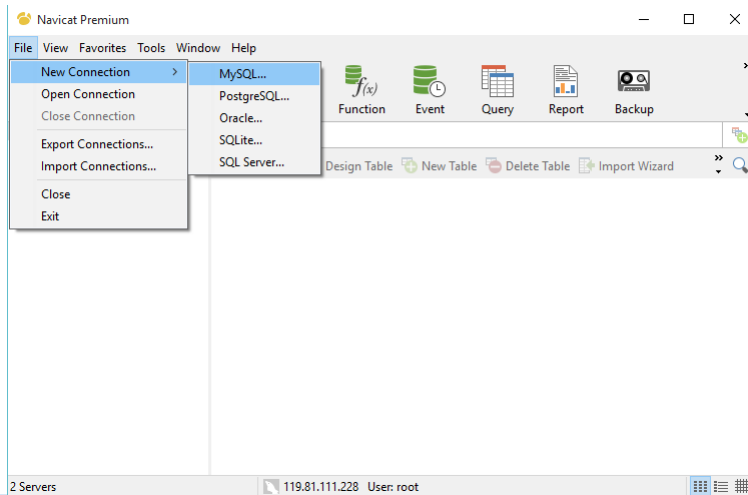 Navicat Premium
File View Favorites Tools Window Help
New Connection
Open Connection
Close Connection
Export Connections...
Import Connections...
Close
Exit
MySQL...
PostgreSQL...
Oracle...
SQLite...
SQL Server...
f(x)
Function Event Query Report Backup
Design Table New Table Delete Table Import Wizard
2 Servers 119.81.111.228 User: root